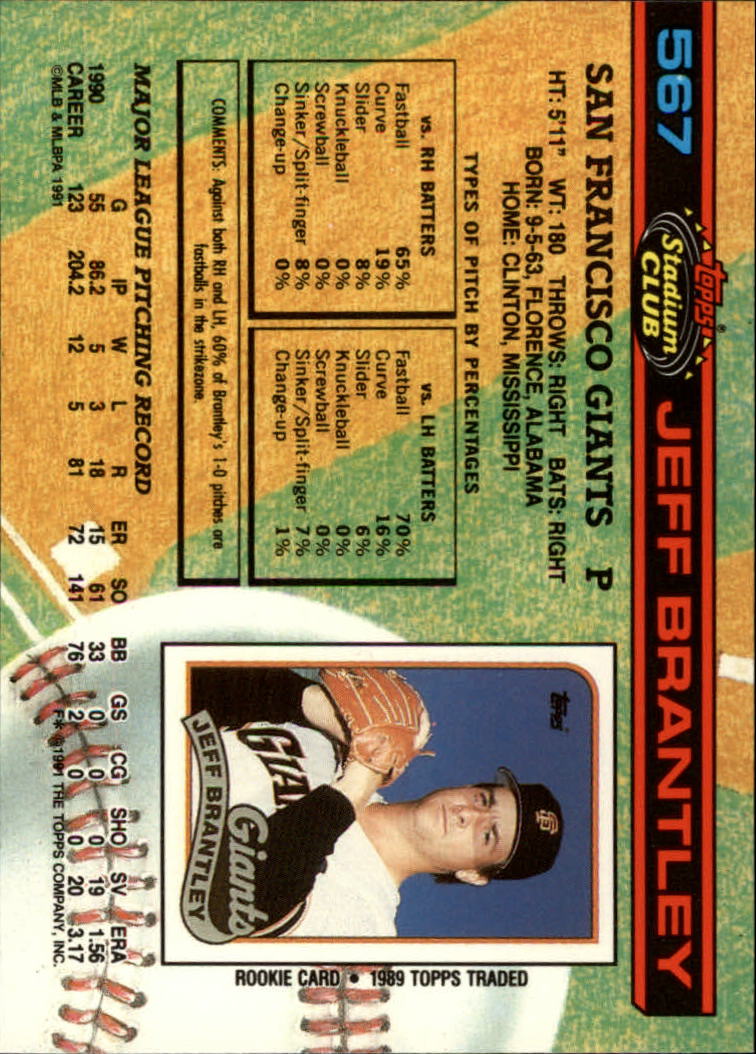 567
Topps®
Stadium
CLUB
JEFF BRANTLEY
SAN FRANCISCO GIANTS P
HT: 5'11" WT: 180 THROWS: RIGHT BATS: RIGHT
BORN: 9-5-63, FLORENCE, ALABAMA
HOME: CLINTON, MISSISSIPPI
TYPES OF PITCH BY PERCENTAGES
vs. RH BATTERS
Fastball 65%
Curve 19%
Slider 8%
Knuckleball 0%
Screwball 0%
Sinker/Split-finger 8%
Change-up 0%
vs. LH BATTERS
Fastball 70%
Curve 16%
Slider 6%
Knuckleball 0%
Screwball 0%
Sinker/Split-finger 7%
Change-up 1%
COMMENTS: Against both RH and LH, 60% of Brantley's 1-0 pitches are
fastballs in the strikezone.
Topps
SF
GIA
Giants
JEFF BRANTLEY
ROOKIE CARD • 1989 TOPPS TRADED
MAJOR LEAGUE PITCHING RECORD
G IP W L R ER SO BB GS CG SHO SV ERA
1990 55 86.2 5 3 18 15 61 33 0 0 0 19 1.56
CAREER 123 204.2 12 5 81 72 141 76 2 0 0 20 3.17
©MLB & MLBPA 1991
F* © 1991 THE TOPPS COMPANY, INC.